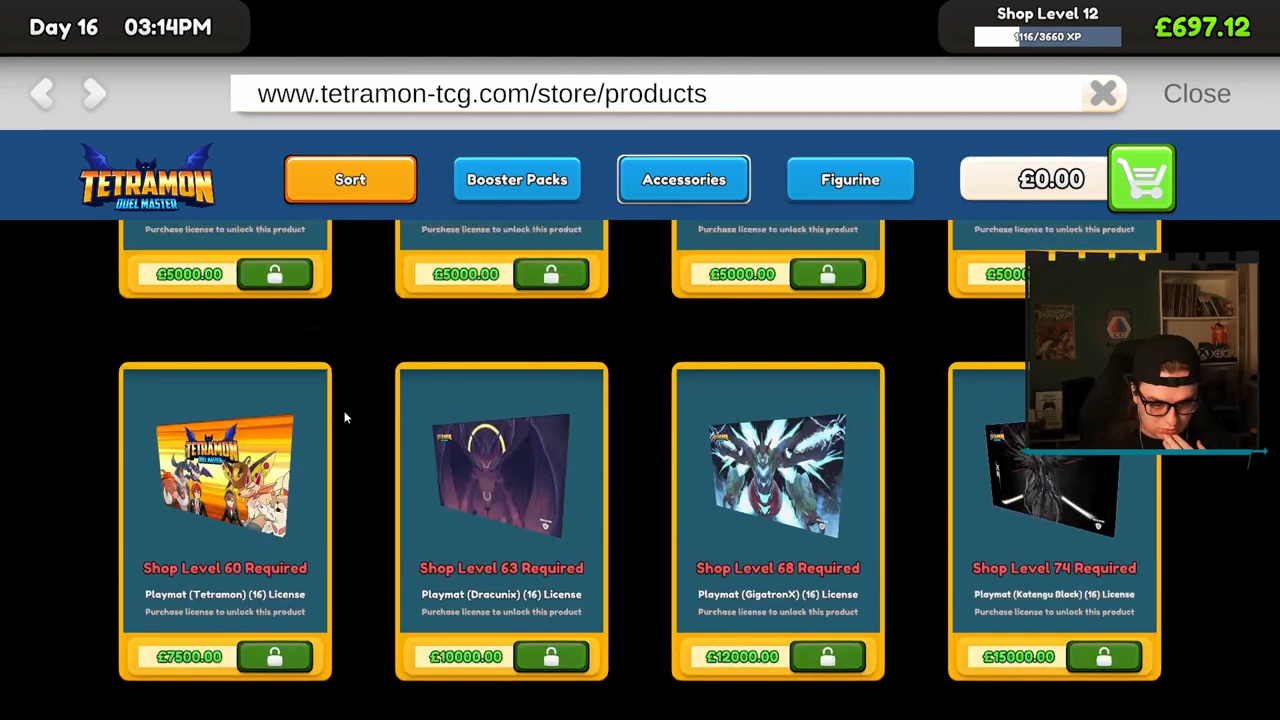 Day 16 03:14PM
Shop Level 12
1116/3660 XP
£697.12
www.tetramon-tcg.com/store/products
Close
TETRAMON
DUEL MASTER
Sort
Booster Packs
Accessories
Figurine
£0.00
Purchase license to unlock this product
Purchase license to unlock this product
Purchase license to unlock this product
Purchase license to unlock this product
£5000.00
£5000.00
£5000.00
XBOX
TETRAMON
Shop Level 60 Required
Playmat (Tetramon) (16) License
Purchase license to unlock this product
£7500.00
Shop Level 63 Required
Playmat (Dracunix) (16) License
Purchase license to unlock this product
£10000.00
Shop Level 68 Required
Playmat (GigatronX) (16) License
Purchase license to unlock this product
£12000.00
Shop Level 74 Required
Playmat (Katengu Black) (16) License
Purchase license to unlock this product
£15000.00